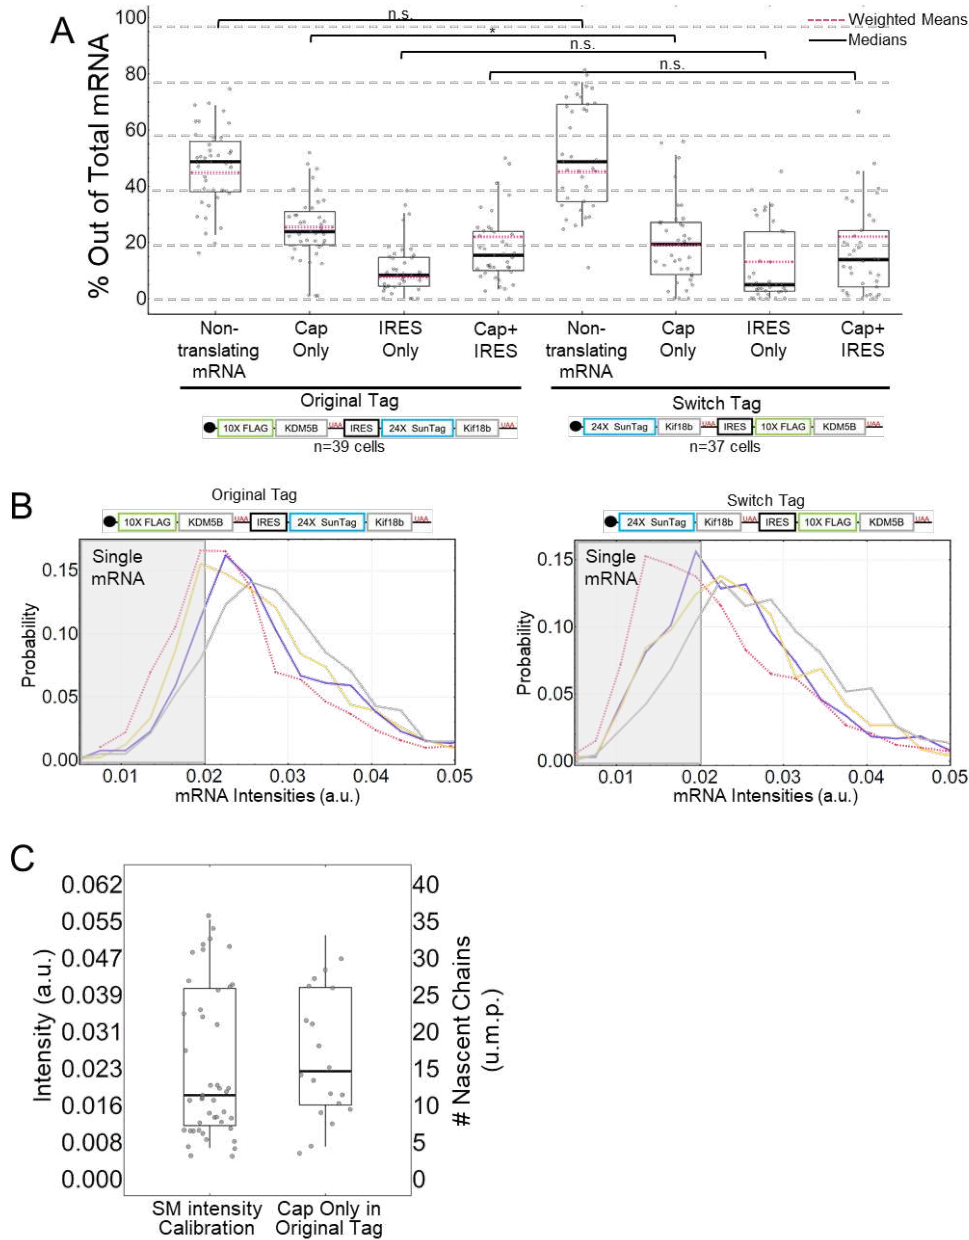 A
n.s.
*
n.s.
n.s.
Weighted Means
Medians
% Out of Total mRNA
100
80
60
40
20
0
Non-
translating
mRNA
Cap
Only
IRES
Only
Cap+
IRES
Non-
translating
mRNA
Cap
Only
IRES
Only
Cap+
IRES
Original Tag
Switch Tag
10X FLAG KDM5B UAA IRES 24X SunTag Kif18b UAA
24X SunTag Kif18b UAA IRES 10X FLAG KDM5B UAA
n=39 cells
n=37 cells
B
Original Tag
10X FLAG KDM5B UAA IRES 24X SunTag Kif18b UAA
Single
mRNA
Probability
0.15
0.10
0.05
0.00
0.01 0.02 0.03 0.04 0.05
mRNA Intensities (a.u.)
Switch Tag
24X SunTag Kif18b UAA IRES 10X FLAG KDM5B UAA
Single
mRNA
Probability
0.15
0.10
0.05
0.00
0.01 0.02 0.03 0.04 0.05
mRNA Intensities (a.u.)
C
Intensity (a.u.)
0.062
0.055
0.047
0.039
0.031
0.023
0.016
0.008
0.000
40
35
30
25
20
15
10
5
0
# Nascent Chains
(u.m.p.)
SM intensity
Calibration
Cap Only in
Original Tag